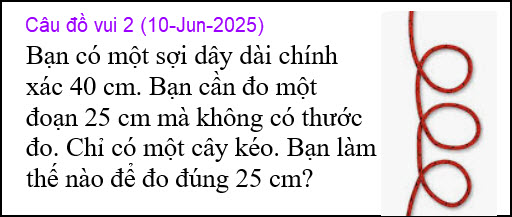 Câu đồ vui 2 (10-Jun-2025)
Bạn có một sợi dây dài chính
xác 40 cm. Bạn cần đo một
đoạn 25 cm mà không có thước
đo. Chỉ có một cây kéo. Bạn làm
thế nào để đo đúng 25 cm?